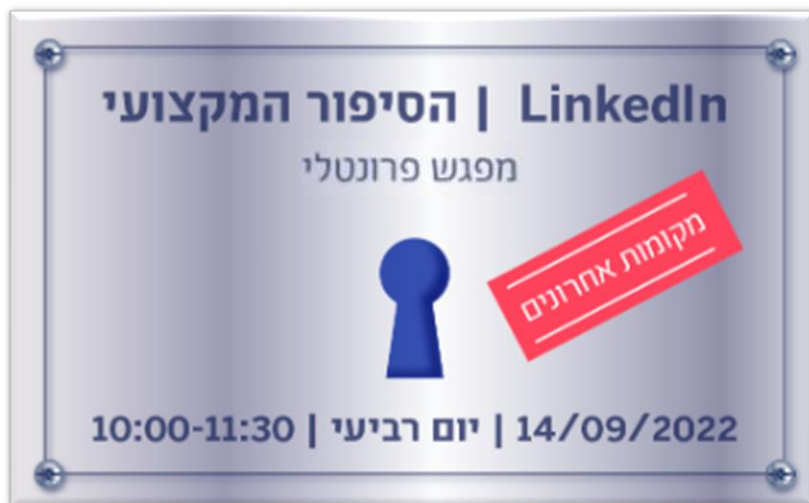 LinkedIn | הסיפור המקצועי
מפגש פרונטלי
מקומות אחרונים
14/09/2022 | יום רביעי | 10:00-11:30